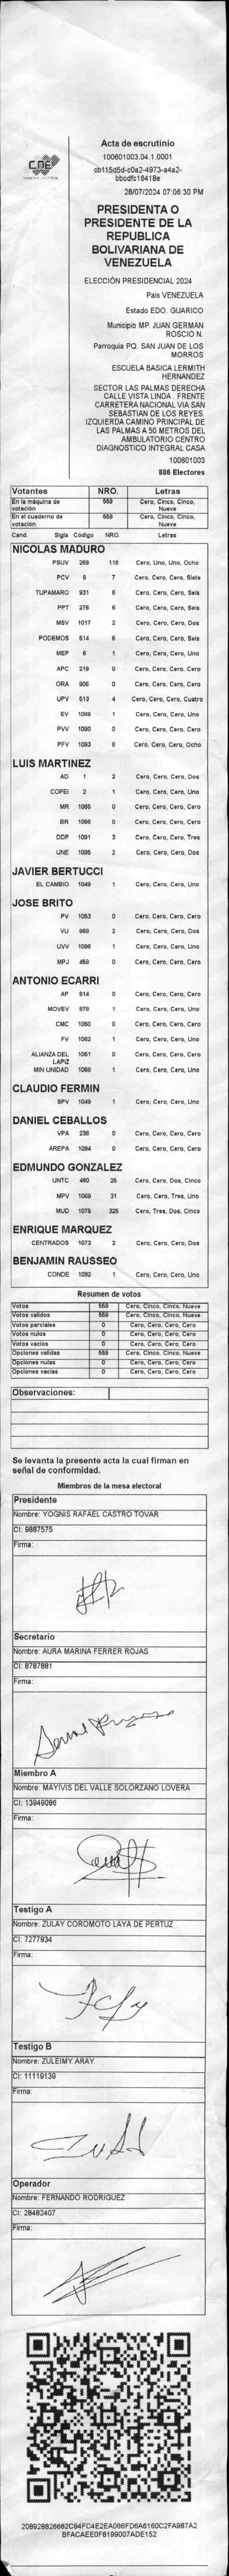 CNE
Acta de escrutinio
100601003.04.1.0001
cb115d5d-c0a2-4973-a4a2-
bbcdfc16418e
28/07/2024 07:06:30 PM
PRESIDENTA O
PRESIDENTE DE LA
REPUBLICA
BOLIVARIANA DE
VENEZUELA
ELECCIÓN PRESIDENCIAL 2024
País VENEZUELA
Estado EDO. GUARICO
Municipio MP. JUAN GERMAN
ROSCIO N.
Parroquia PQ. SAN JUAN DE LOS
MORROS
ESCUELA BASICA LERMITH
HERNANDEZ
SECTOR LAS PALMAS DERECHA
CALLE VISTA LINDA . FRENTE
CARRETERA NACIONAL VIA SAN
SEBASTIAN DE LOS REYES.
IZQUIERDA CAMINO PRINCIPAL DE
LAS PALMAS A 50 METROS DEL
AMBULATORIO CENTRO
DIAGNOSTICO INTEGRAL CASA
100601003
886 Electores
Votantes NRO. Letras
En la máquina de votación 559 Cero, Cinco, Cinco, Nueve
En el cuaderno de votación 559 Cero, Cinco, Cinco, Nueve
Cand. Sigla Código NRO. Letras
NICOLAS MADURO
PSUV 269 118 Cero, Uno, Uno, Ocho
PCV 9 7 Cero, Cero, Cero, Siete
TUPAMARO 931 6 Cero, Cero, Cero, Seis
PPT 276 6 Cero, Cero, Cero, Seis
MSV 1017 2 Cero, Cero, Cero, Dos
PODEMOS 514 6 Cero, Cero, Cero, Seis
MEP 6 1 Cero, Cero, Cero, Uno
APC 219 0 Cero, Cero, Cero, Cero
ORA 906 0 Cero, Cero, Cero, Cero
UPV 513 4 Cero, Cero, Cero, Cuatro
EV 1089 1 Cero, Cero, Cero, Uno
PVV 1090 0 Cero, Cero, Cero, Cero
PFV 1093 8 Cero, Cero, Cero, Ocho
LUIS MARTINEZ
AD 1 2 Cero, Cero, Cero, Dos
COPEI 2 1 Cero, Cero, Cero, Uno
MR 1065 0 Cero, Cero, Cero, Cero
BR 1066 0 Cero, Cero, Cero, Cero
DDP 1091 3 Cero, Cero, Cero, Tres
UNE 1095 2 Cero, Cero, Cero, Dos
JAVIER BERTUCCI
EL CAMBIO 1048 1 Cero, Cero, Cero, Uno
JOSE BRITO
PV 1053 0 Cero, Cero, Cero, Cero
VU 868 2 Cero, Cero, Cero, Dos
UVV 1096 1 Cero, Cero, Cero, Uno
MPJ 458 0 Cero, Cero, Cero, Cero
ANTONIO ECARRI
AP 814 0 Cero, Cero, Cero, Cero
MOVEV 879 1 Cero, Cero, Cero, Uno
CMC 1050 0 Cero, Cero, Cero, Cero
FV 1062 1 Cero, Cero, Cero, Uno
ALIANZA DEL LAPIZ 1051 0 Cero, Cero, Cero, Cero
MIN UNIDAD 1068 1 Cero, Cero, Cero, Uno
CLAUDIO FERMIN
SPV 1049 1 Cero, Cero, Cero, Uno
DANIEL CEBALLOS
VPA 236 0 Cero, Cero, Cero, Cero
AREPA 1094 0 Cero, Cero, Cero, Cero
EDMUNDO GONZALEZ
UNTC 460 25 Cero, Cero, Dos, Cinco
MPV 1069 31 Cero, Cero, Tres, Uno
MUD 1075 325 Cero, Tres, Dos, Cinco
ENRIQUE MARQUEZ
CENTRADOS 1073 2 Cero, Cero, Cero, Dos
BENJAMIN RAUSSEO
CONDE 1092 1 Cero, Cero, Cero, Uno
Resumen de votos
Votos 559 Cero, Cinco, Cinco, Nueve
Votos validos 559 Cero, Cinco, Cinco, Nueve
Votos parciales 0 Cero, Cero, Cero, Cero
Votos nulos 0 Cero, Cero, Cero, Cero
Votos vacios 0 Cero, Cero, Cero, Cero
Opciones validas 559 Cero, Cinco, Cinco, Nueve
Opciones nulas 0 Cero, Cero, Cero, Cero
Opciones vacias 0 Cero, Cero, Cero, Cero
Observaciones:
Se levanta la presente acta la cual firman en
señal de conformidad.
Miembros de la mesa electoral
Presidente
Nombre: YOGNIS RAFAEL CASTRO TOVAR
CI: 9887575
Firma:
Secretario
Nombre: AURA MARINA FERRER ROJAS
CI: 8787881
Firma:
Miembro A
Nombre: MAYIVIS DEL VALLE SOLORZANO LOVERA
CI: 13949086
Firma:
Testigo A
Nombre: ZULAY COROMOTO LAYA DE PERTUZ
CI: 7277934
Firma:
Testigo B
Nombre: ZULEIMY ARAY
CI: 11119139
Firma:
Operador
Nombre: FERNANDO RODRIGUEZ
CI: 28482407
Firma:
208928826662C94FC4E2EA066FD6A6160C2FA987A2
BFACAEE0F8199007ADE152